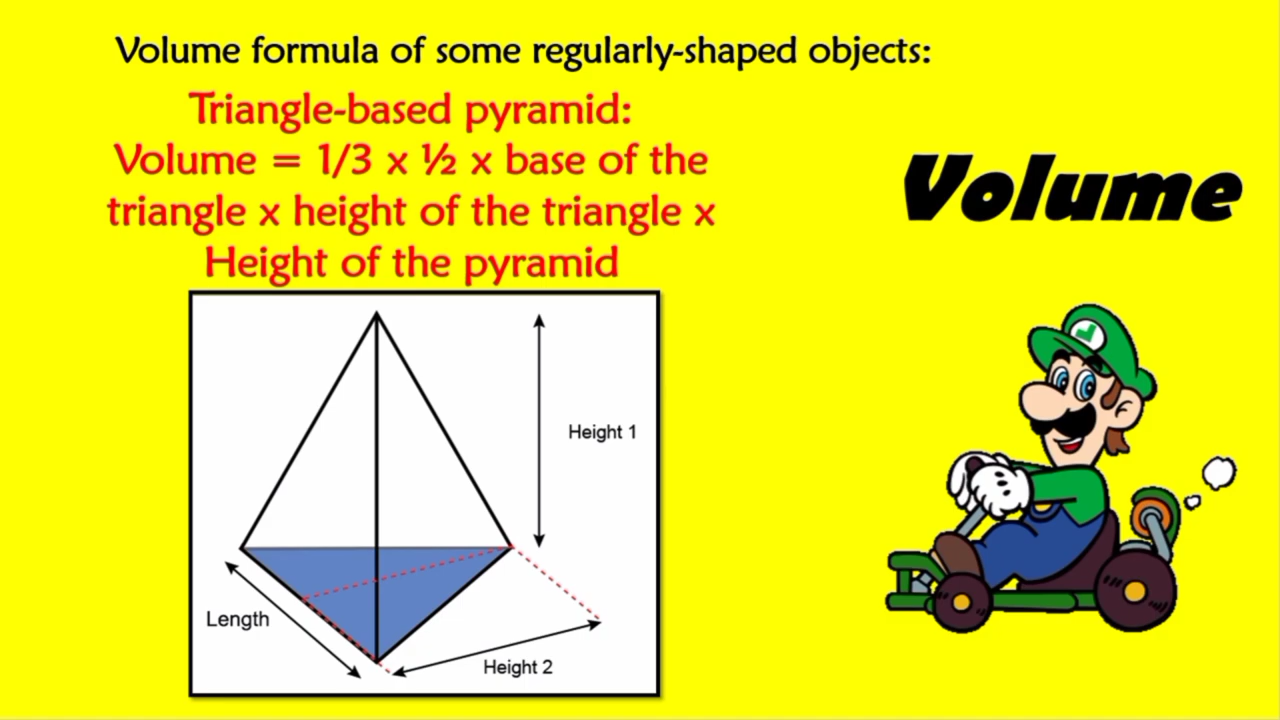 Volume formula of some regularly-shaped objects:
Triangle-based pyramid:
Volume = 1/3 x ½ x base of the
triangle x height of the triangle x
Height of the pyramid
Volume
Height 1
Length
Height 2